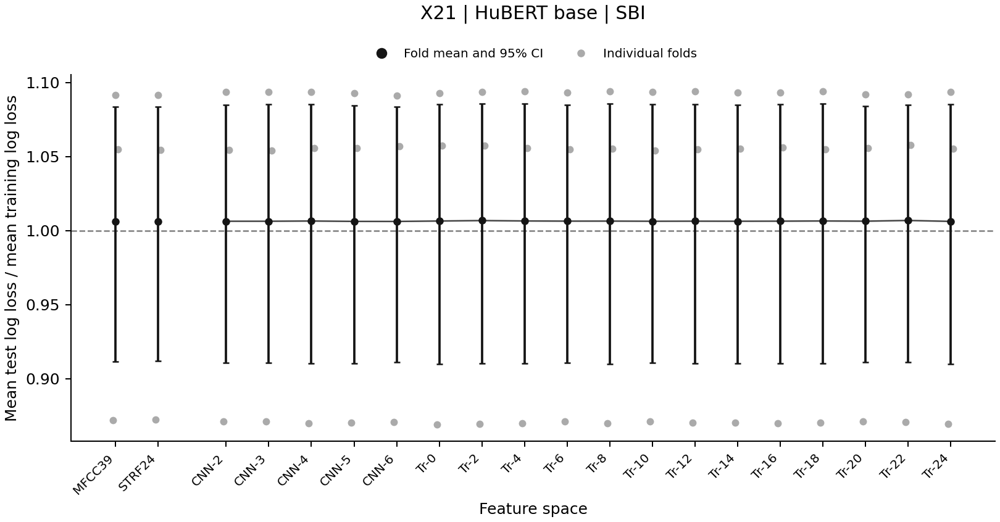 X21 | HuBERT base | SBI
Fold mean and 95% CI
Individual folds
Mean test log loss / mean training log loss
1.10
1.05
1.00
0.95
0.90
MFCC39
STRF24
CNN-2
CNN-3
CNN-4
CNN-5
CNN-6
Tr-0
Tr-2
Tr-4
Tr-6
Tr-8
Tr-10
Tr-12
Tr-14
Tr-16
Tr-18
Tr-20
Tr-22
Tr-24
Feature space